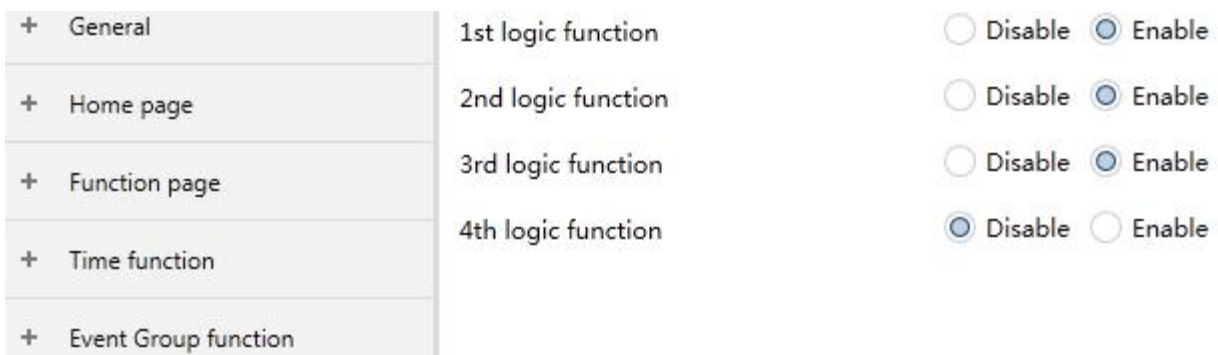 + General
+ Home page
+ Function page
+ Time function
+ Event Group function
1st logic function Disable Enable
2nd logic function Disable Enable
3rd logic function Disable Enable
4th logic function Disable Enable